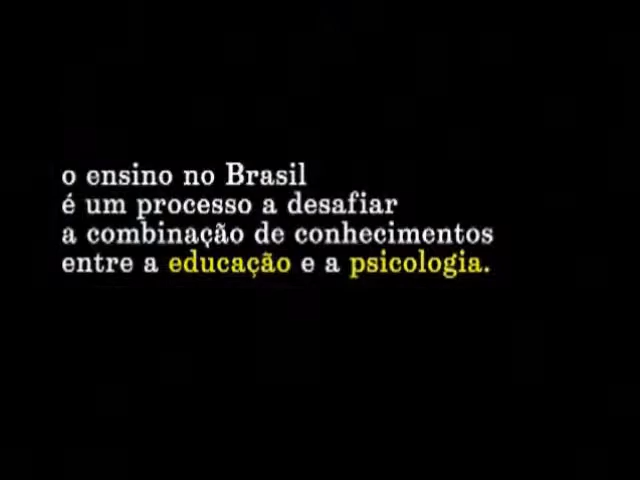 o ensino no Brasil
é um processo a desafiar
a combinação de conhecimentos
entre a educação e a psicologia.